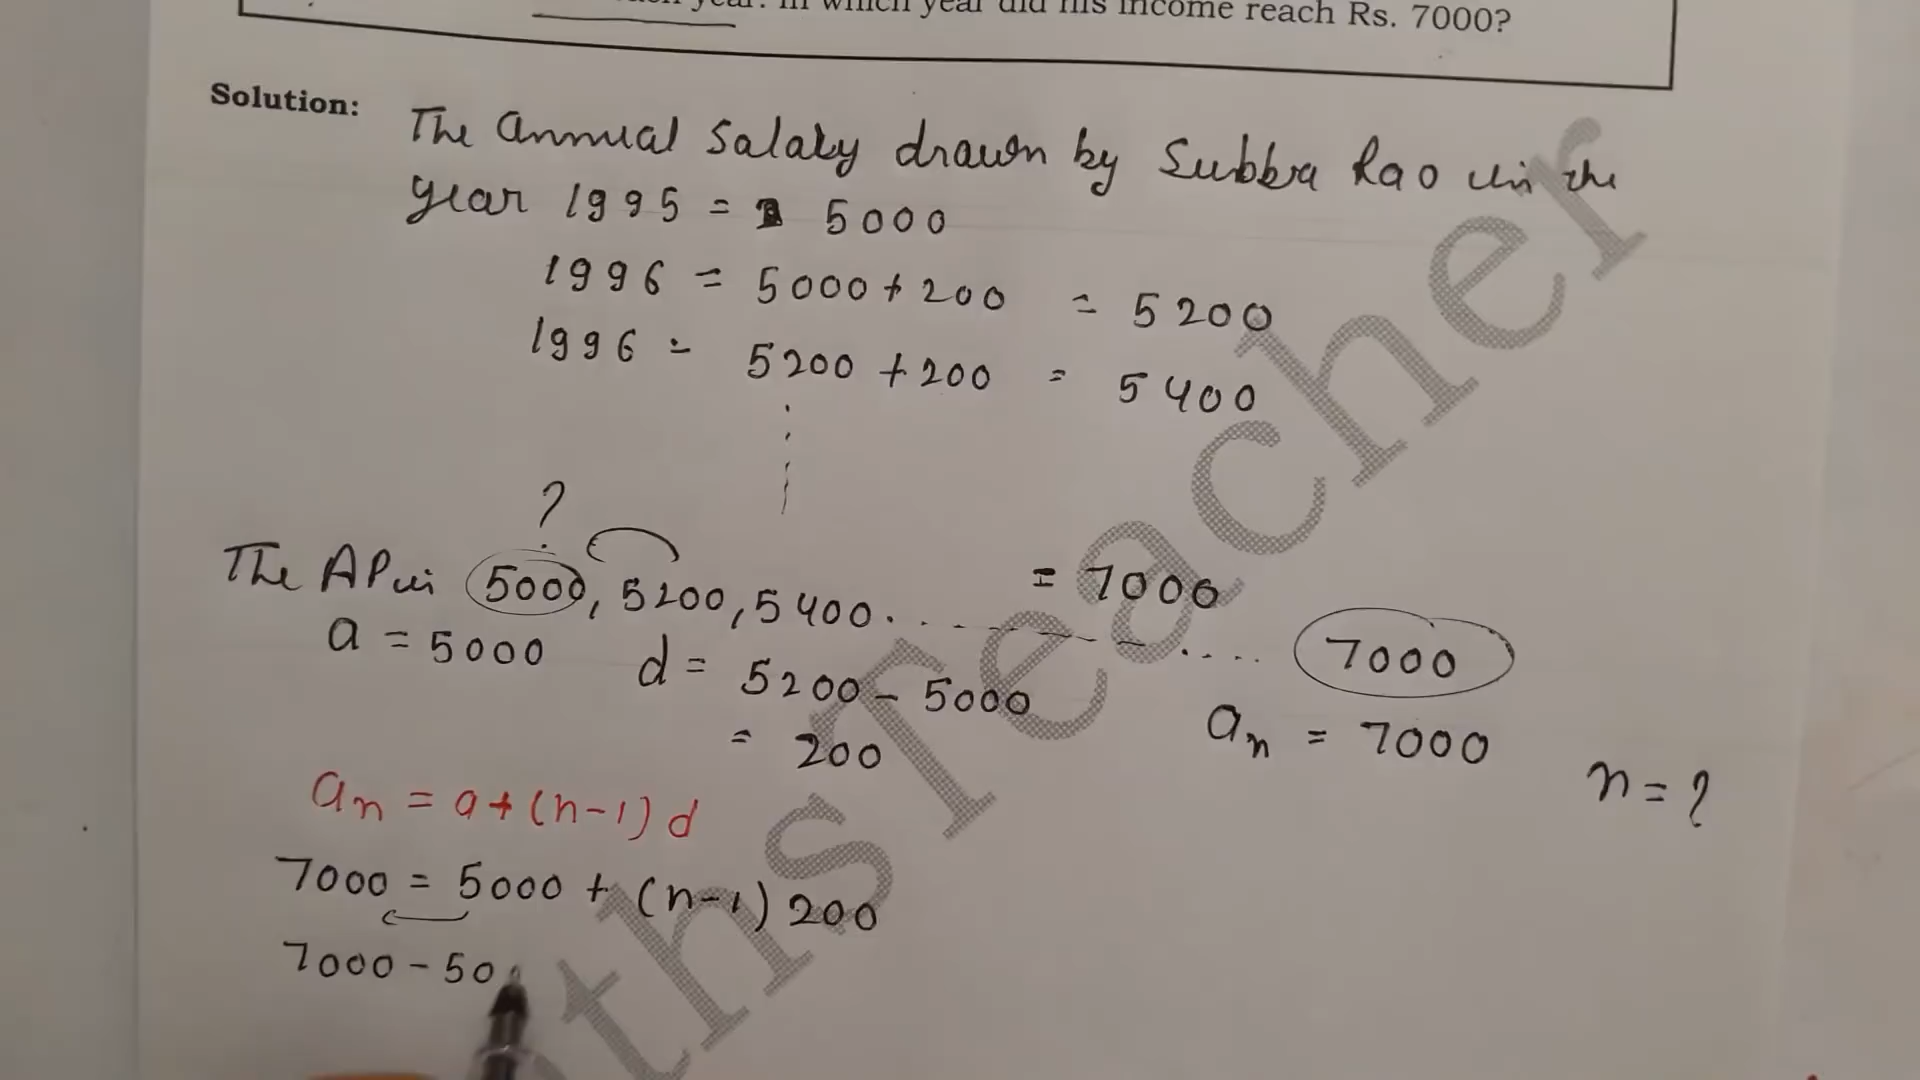 year. In which year did his income reach Rs. 7000?
Solution: The annual salary drawn by Subba Rao in the
year 1995 = 5000
1996 = 5000 + 200 = 5200
1996 = 5200 + 200 = 5400
?
The AP is 5000, 5200, 5400. . . . . . = 7000 . . . . 7000
a = 5000 d = 5200 - 5000
= 200
an = 7000
n = ?
an = a + (n-1) d
7000 = 5000 + (n-1) 200
7000 - 50
thsTeacher